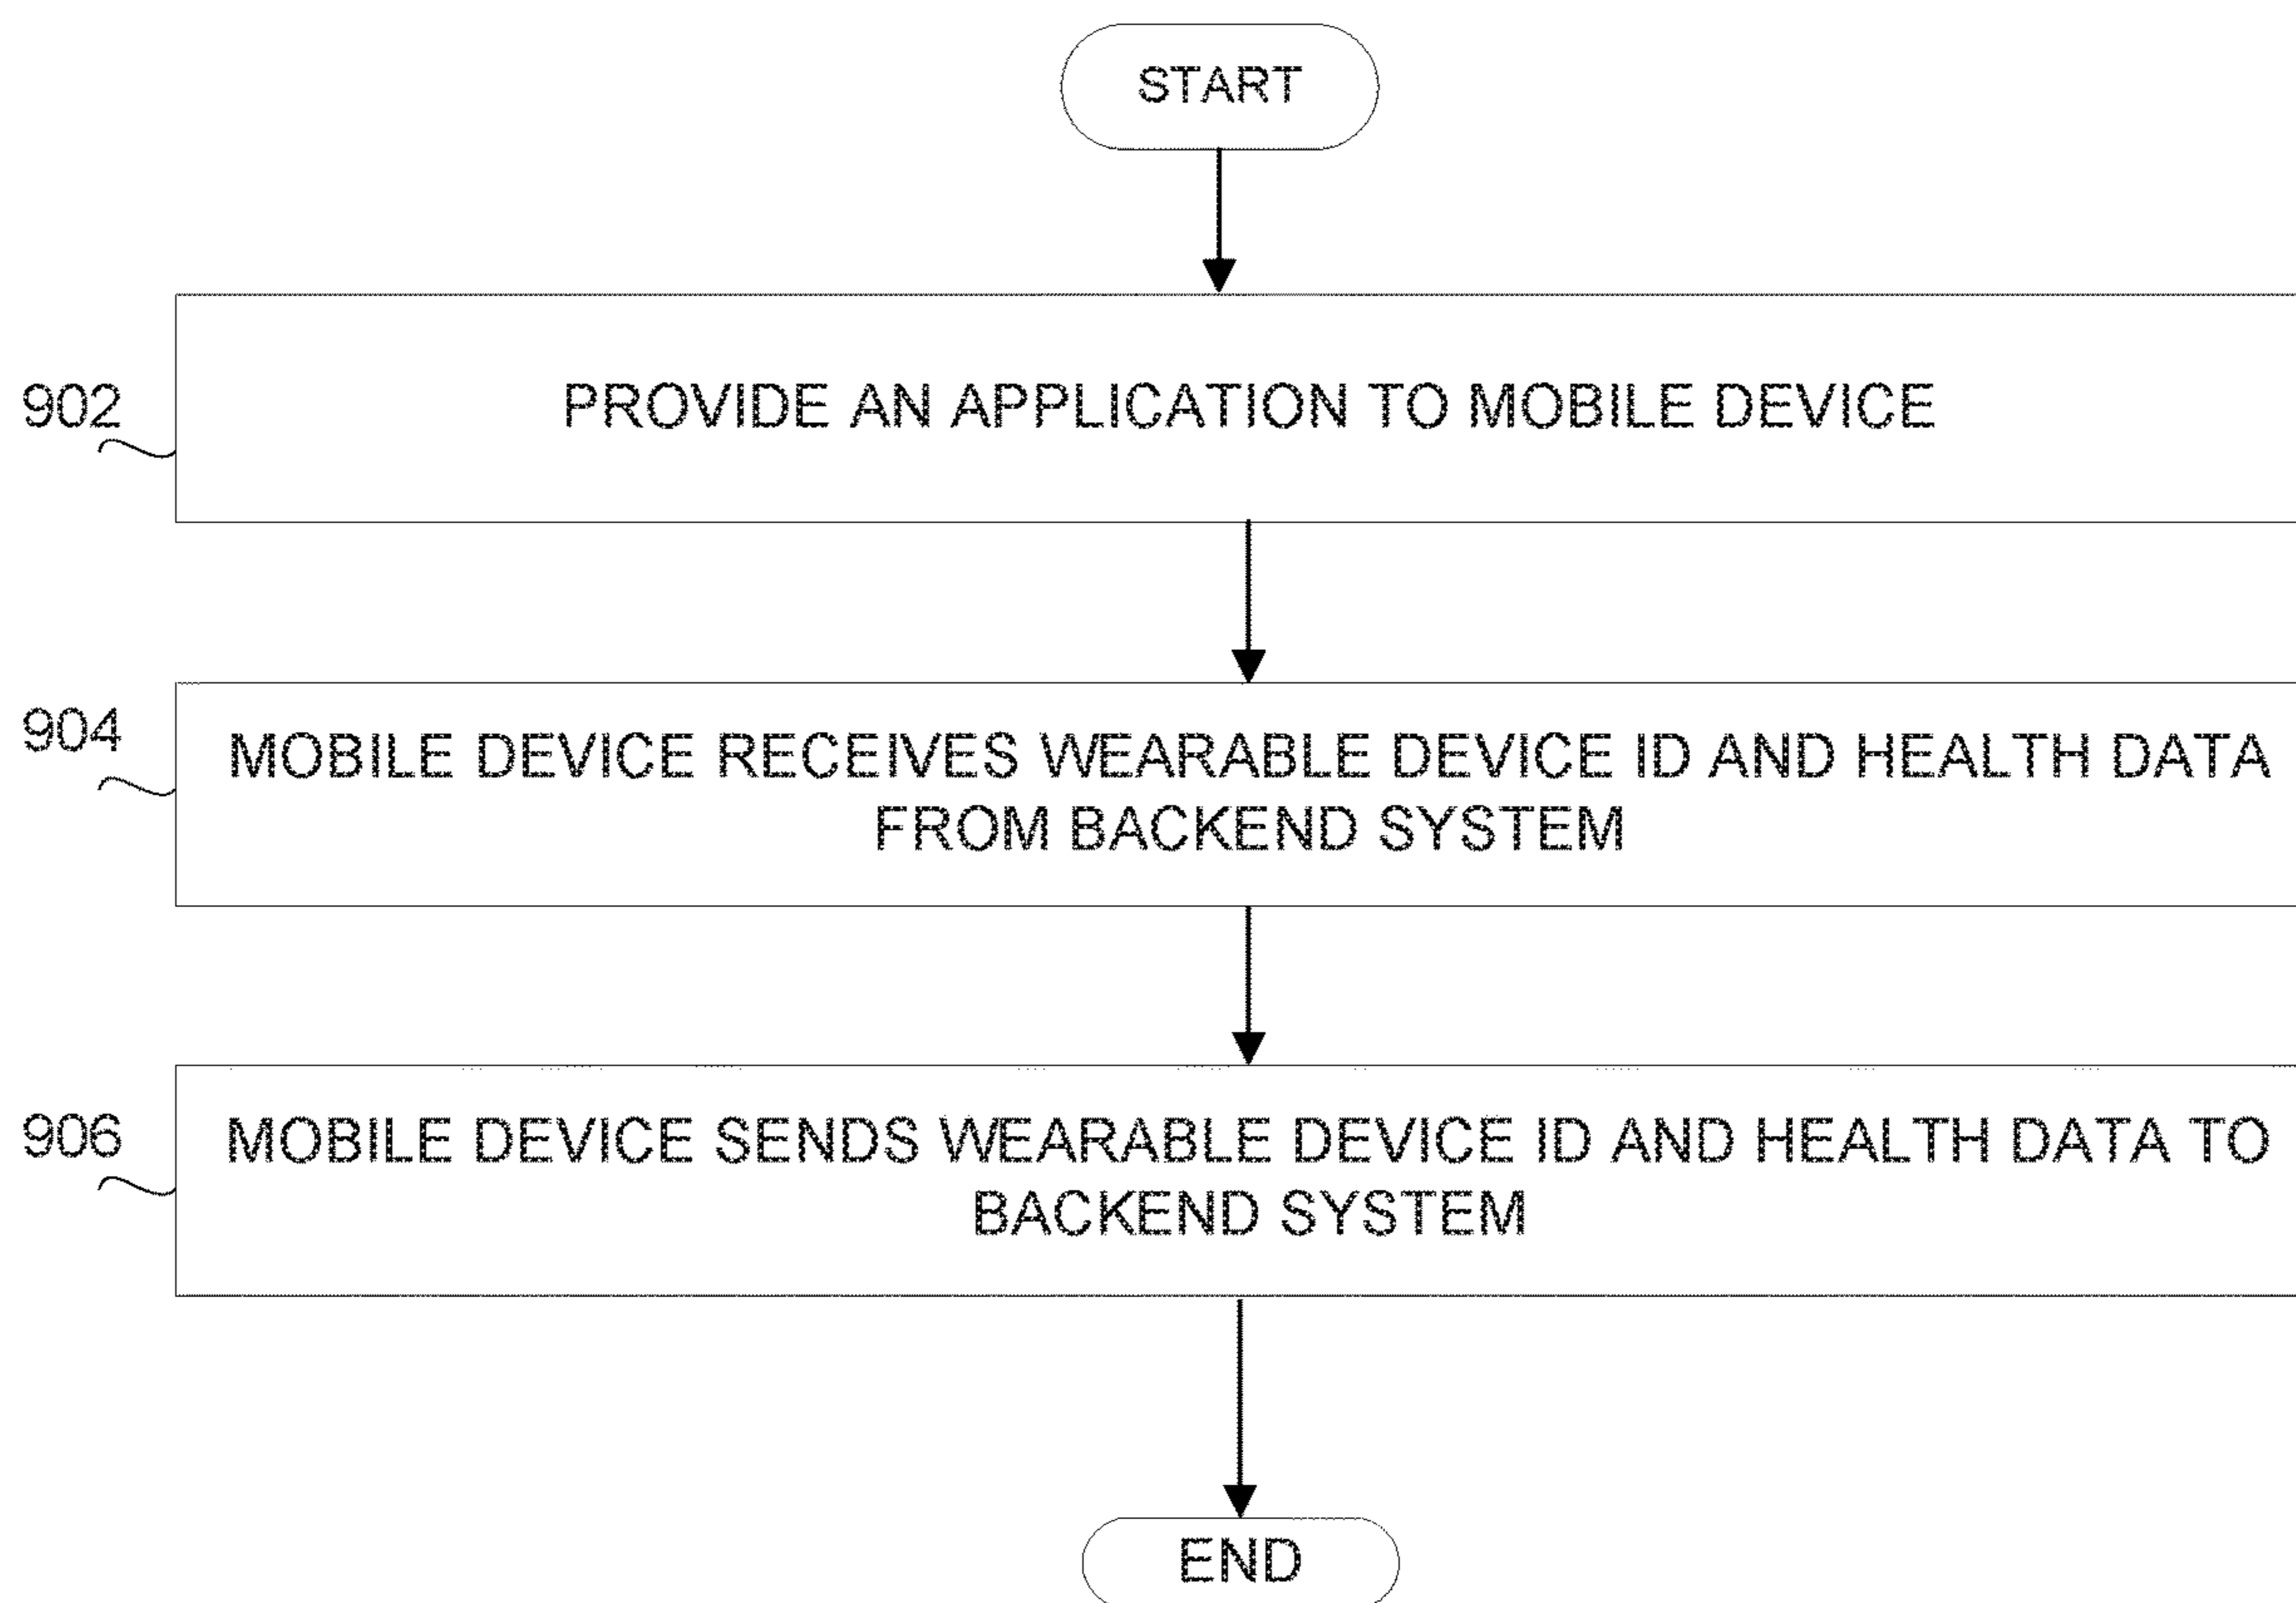 START
902
PROVIDE AN APPLICATION TO MOBILE DEVICE
904
MOBILE DEVICE RECEIVES WEARABLE DEVICE ID AND HEALTH DATA
FROM BACKEND SYSTEM
906
MOBILE DEVICE SENDS WEARABLE DEVICE ID AND HEALTH DATA TO
BACKEND SYSTEM
END